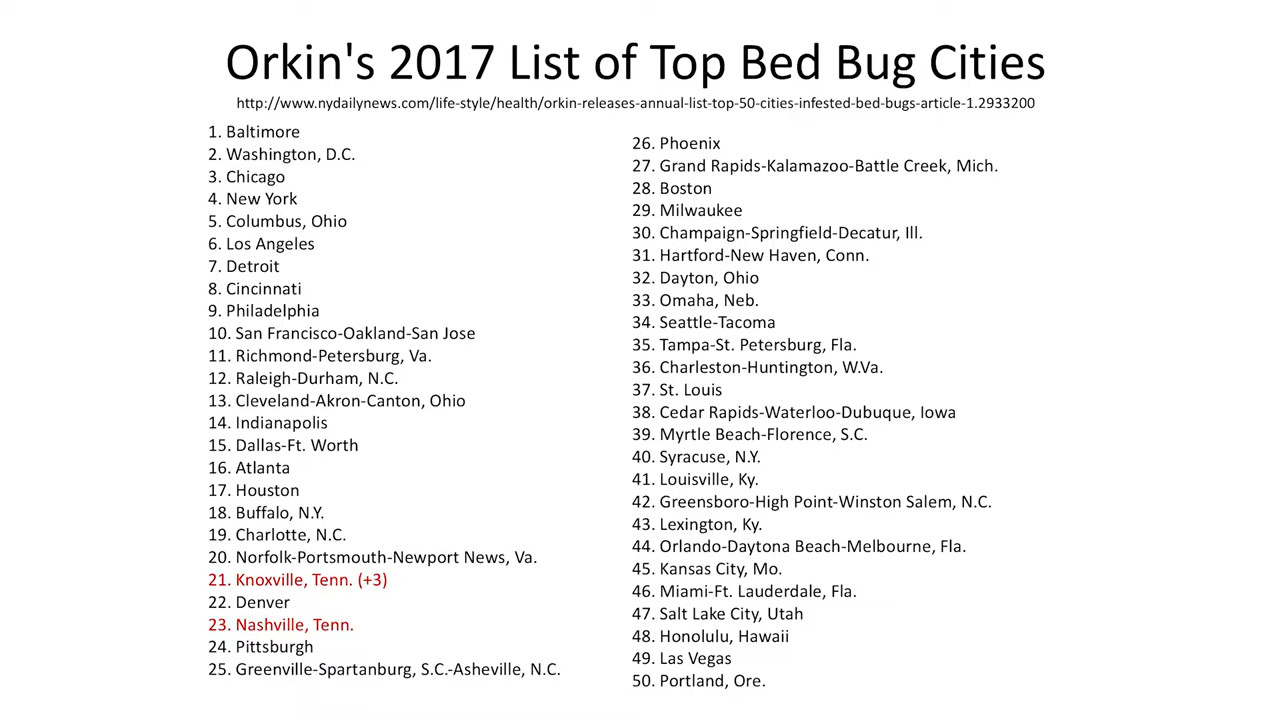 Orkin's 2017 List of Top Bed Bug Cities
http://www.nydailynews.com/life-style/health/orkin-releases-annual-list-top-50-cities-infested-bed-bugs-article-1.2933200
1. Baltimore
2. Washington, D.C.
3. Chicago
4. New York
5. Columbus, Ohio
6. Los Angeles
7. Detroit
8. Cincinnati
9. Philadelphia
10. San Francisco-Oakland-San Jose
11. Richmond-Petersburg, Va.
12. Raleigh-Durham, N.C.
13. Cleveland-Akron-Canton, Ohio
14. Indianapolis
15. Dallas-Ft. Worth
16. Atlanta
17. Houston
18. Buffalo, N.Y.
19. Charlotte, N.C.
20. Norfolk-Portsmouth-Newport News, Va.
21. Knoxville, Tenn. (+3)
22. Denver
23. Nashville, Tenn.
24. Pittsburgh
25. Greenville-Spartanburg, S.C.-Asheville, N.C.
26. Phoenix
27. Grand Rapids-Kalamazoo-Battle Creek, Mich.
28. Boston
29. Milwaukee
30. Champaign-Springfield-Decatur, Ill.
31. Hartford-New Haven, Conn.
32. Dayton, Ohio
33. Omaha, Neb.
34. Seattle-Tacoma
35. Tampa-St. Petersburg, Fla.
36. Charleston-Huntington, W.Va.
37. St. Louis
38. Cedar Rapids-Waterloo-Dubuque, Iowa
39. Myrtle Beach-Florence, S.C.
40. Syracuse, N.Y.
41. Louisville, Ky.
42. Greensboro-High Point-Winston Salem, N.C.
43. Lexington, Ky.
44. Orlando-Daytona Beach-Melbourne, Fla.
45. Kansas City, Mo.
46. Miami-Ft. Lauderdale, Fla.
47. Salt Lake City, Utah
48. Honolulu, Hawaii
49. Las Vegas
50. Portland, Ore.